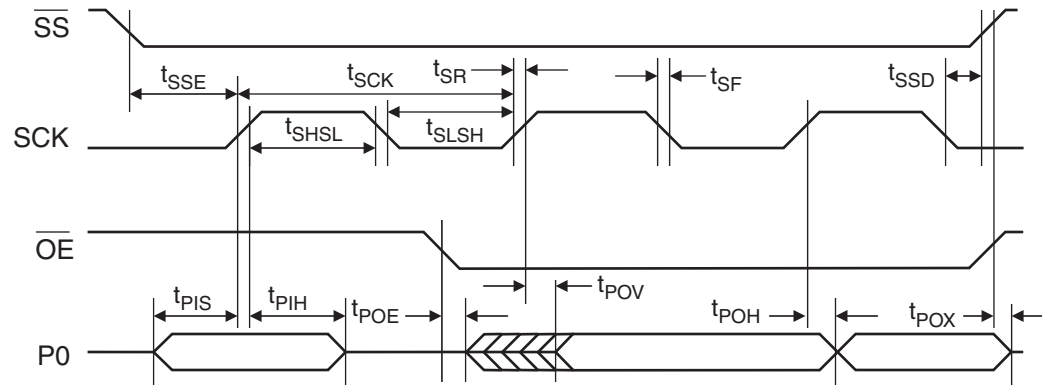 SS
tSSE
tSCK
tSR
tSF
tSSD
SCK
tSHSL
tSLSH
OE
tPIS
tPIH
tPOE
tPOV
tPOH
tPOX
P0